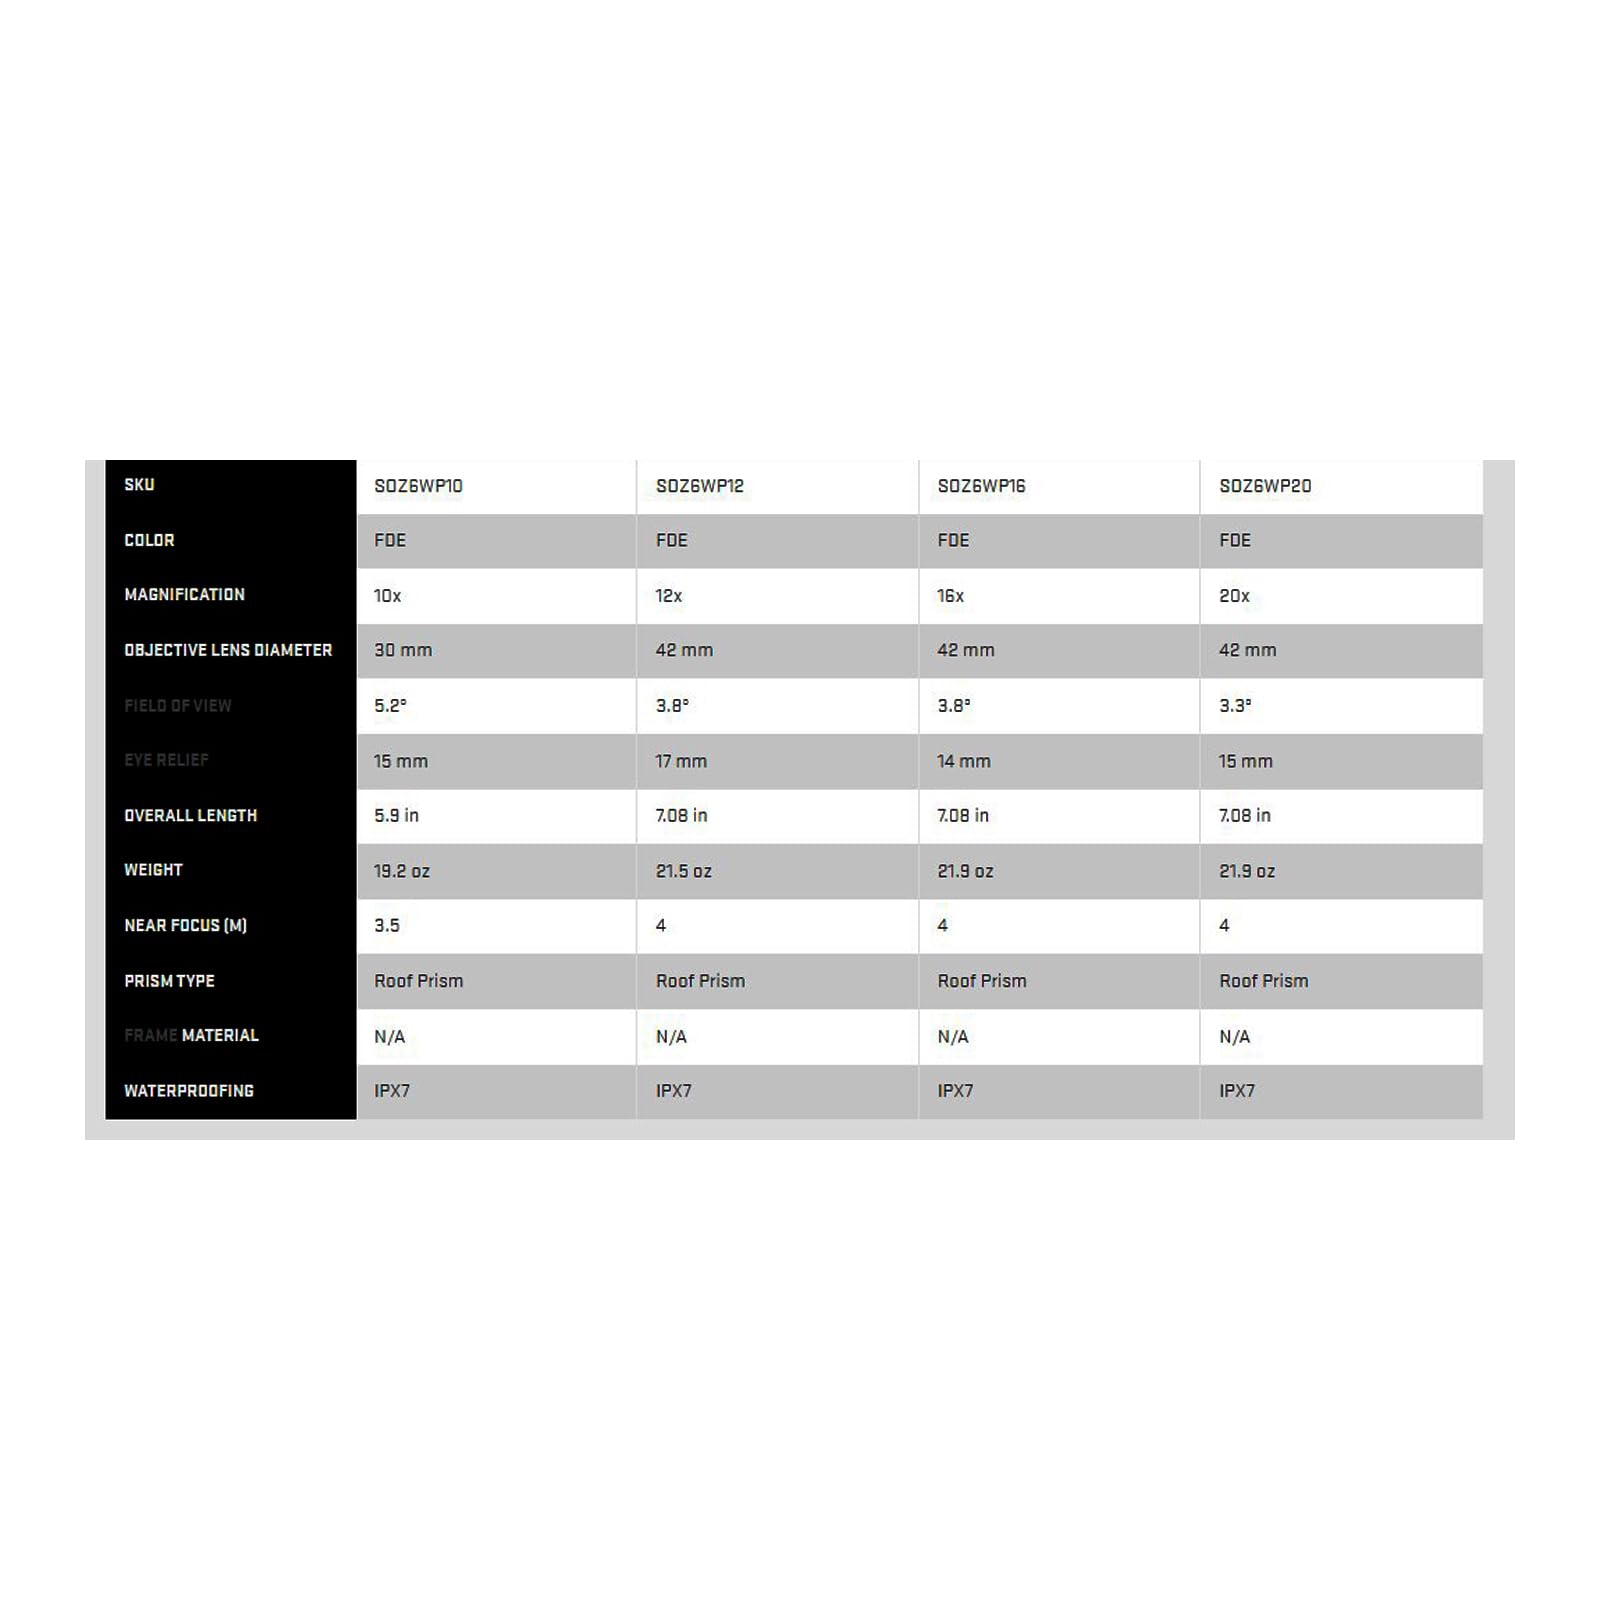 SKU SOZ6WP10 SOZ6WP12 SOZ6WP16 SOZ6WP20
COLOR FDE FDE FDE FDE
MAGNIFICATION 10x 12x 16x 20x
OBJECTIVE LENS DIAMETER 30 mm 42 mm 42 mm 42 mm
FIELD OF VIEW 5.2° 3.8° 3.8° 3.3°
EYE RELIEF 15 mm 17 mm 14 mm 15 mm
OVERALL LENGTH 5.9 in 7.08 in 7.08 in 7.08 in
WEIGHT 19.2 oz 21.5 oz 21.9 oz 21.9 oz
NEAR FOCUS (M) 3.5 4 4 4
PRISM TYPE Roof Prism Roof Prism Roof Prism Roof Prism
FRAME MATERIAL N/A N/A N/A N/A
WATERPROOFING IPX7 IPX7 IPX7 IPX7